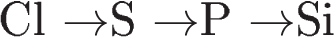 Cl →S →P →Si